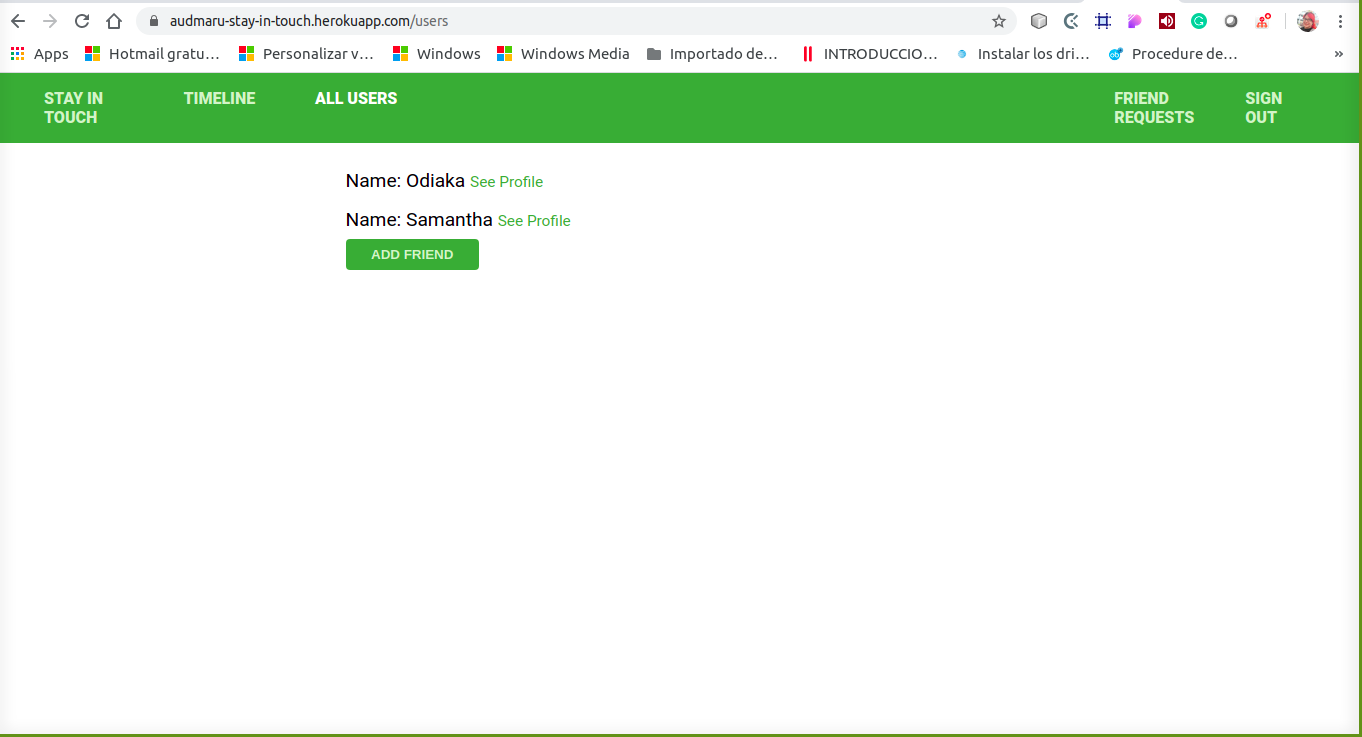 audmaru-stay-in-touch.herokuapp.com/users
Apps Hotmail gratu… Personalizar v… Windows Windows Media Importado de… INTRODUCCIO… Instalar los dri… Procedure de… »
STAY IN TOUCH TIMELINE ALL USERS FRIEND REQUESTS SIGN OUT
Name: Odiaka See Profile
Name: Samantha See Profile
ADD FRIEND